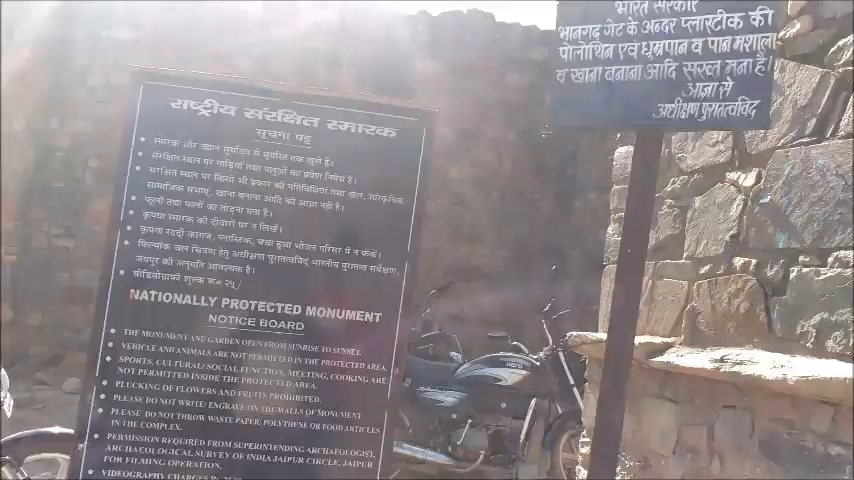 राष्ट्रीय संरक्षित स्मारक
सूचना पट्ट
स्मारक और उद्यान सूर्योदय से सूर्यास्त तक खुले हैं।
संरक्षित स्थल पर गाड़ियों तथा पशुओं का प्रवेश निषेध है।
संरक्षित स्थल पर किसी भी प्रकार की गतिविधियां यथा खेल, सांस्कृतिक,
सामाजिक सभाएं, खाना बनाना आदि की आज्ञा नहीं है।
फूलों तथा फलों का तोड़ना मना है।
कृपया स्मारक की दीवारों पर न लिखें।
कृपया रद्दी कागज, प्लास्टिक, बचा हुआ भोजन परिसर में न फेंकें।
फिल्मांकन चल चित्रण हेतु अधीक्षण पुरातत्वविद् भारतीय पुरातत्व सर्वेक्षण,
जयपुर की अनुमति आवश्यक है।
वीडियोग्राफी शुल्क रू० २५/
NATIONALLY PROTECTED MONUMENT
NOTICE BOARD
THE MONUMENT AND GARDEN OPEN FROM SUNRISE TO SUNSET.
VEHICLE AND ANIMALS ARE NOT PERMITTED IN THE PROTECTED AREA.
SPORTS, CULTURAL/SOCIAL FUNCTION, MEETING, COOKING ARE
NOT PERMITTED INSIDE THE PROTECTED AREA.
PLUCKING OF FLOWERS AND FRUITS PROHIBITED.
PLEASE DO NOT WRITE/ ENGRAVE ON THE WALLS OF MONUMENT.
PLEASE DO NOT THROW WASTE PAPER/ POLYTHENE OR FOOD ARTICLES
IN THE COMPLEX.
PERMISSION REQUIRED FROM SUPERINTENDING ARCHAEOLOGIST,
ARCHAEOLOGICAL SURVEY OF INDIA, JAIPUR CIRCLE, JAIPUR
FOR FILMING OPERATION.
VIDEOGRAPHY CHARGES Rs.
भारत सरकार
भानगढ़ गेट के अन्दर प्लास्टीक की
पोलोथिन एवं धूम्रपान व पान मशाला
व खाना बनाना आदि सख्त मना है।
आज्ञा से
अधीक्षण पुरातत्वविद
Hero